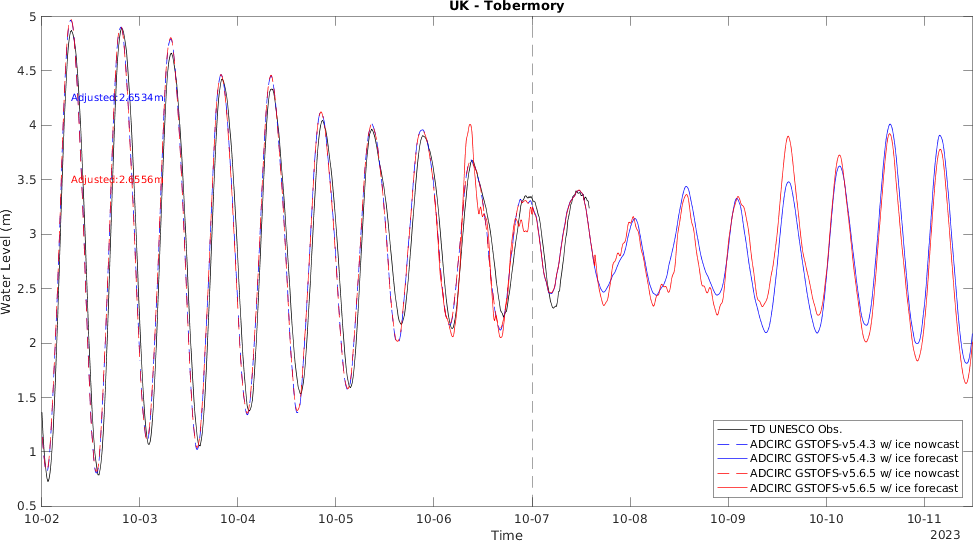 UK - Tobermory
5
4.5
4
3.5
3
2.5
2
1.5
1
0.5
Water Level (m)
Adjusted:2.6534m
Adjusted:2.6556m
TD UNESCO Obs.
ADCIRC GSTOFS-v5.4.3 w/ ice nowcast
ADCIRC GSTOFS-v5.4.3 w/ ice forecast
ADCIRC GSTOFS-v5.6.5 w/ ice nowcast
ADCIRC GSTOFS-v5.6.5 w/ ice forecast
10-02 10-03 10-04 10-05 10-06 10-07 10-08 10-09 10-10 10-11
Time
2023